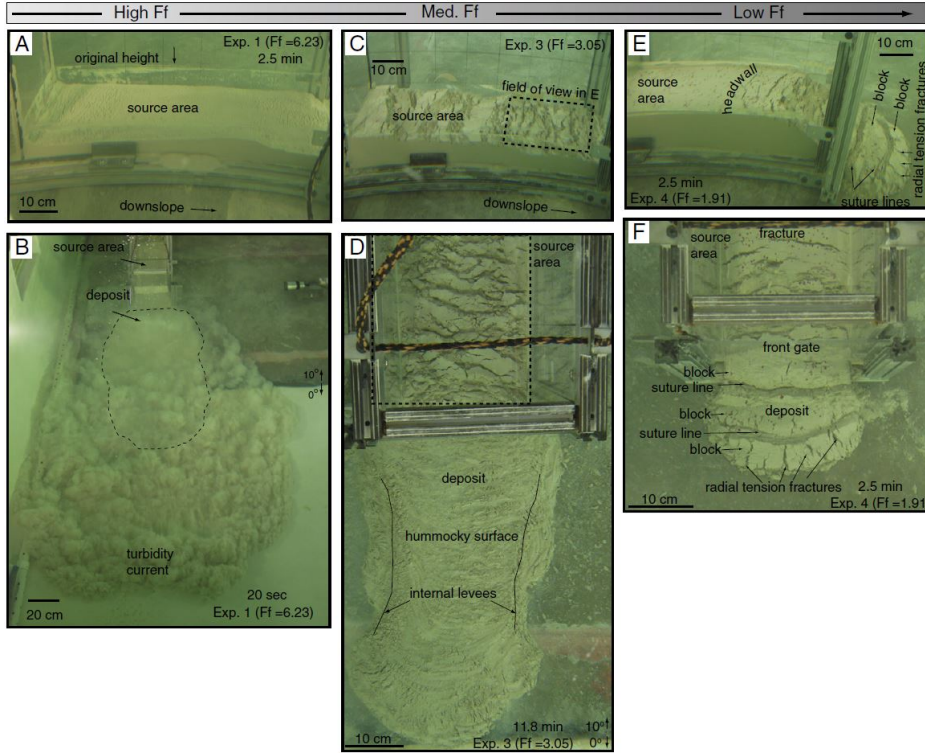 High Ff
Med. Ff
Low Ff
A
Exp. 1 (Ff =6.23)
2.5 min
original height
source area
10 cm
downslope
B
source area
deposit
10°
0°
turbidity
current
20 sec
20 cm
Exp. 1 (Ff =6.23)
C
Exp. 3 (Ff =3.05)
10 cm
field of view in E
source area
downslope
D
source
area
deposit
hummocky surface
internal levees
11.8 min
10°
10 cm
Exp. 3 (Ff =3.05)
0°
E
10 cm
source
area
headwall
block
block
radial tension fractures
2.5 min
Exp. 4 (Ff =1.91)
suture lines
F
source
area
fracture
front gate
block
suture line
block
deposit
suture line
block
radial tension fractures
2.5 min
10 cm
Exp. 4 (Ff =1.91